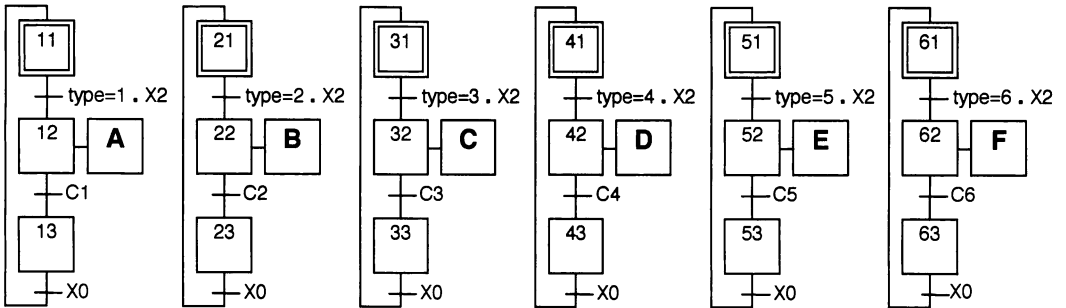 11 21 31 41 51 61
type=1 . X2 type=2 . X2 type=3 . X2 type=4 . X2 type=5 . X2 type=6 . X2
12 A 22 B 32 C 42 D 52 E 62 F
C1 C2 C3 C4 C5 C6
13 23 33 43 53 63
X0 X0 X0 X0 X0 X0